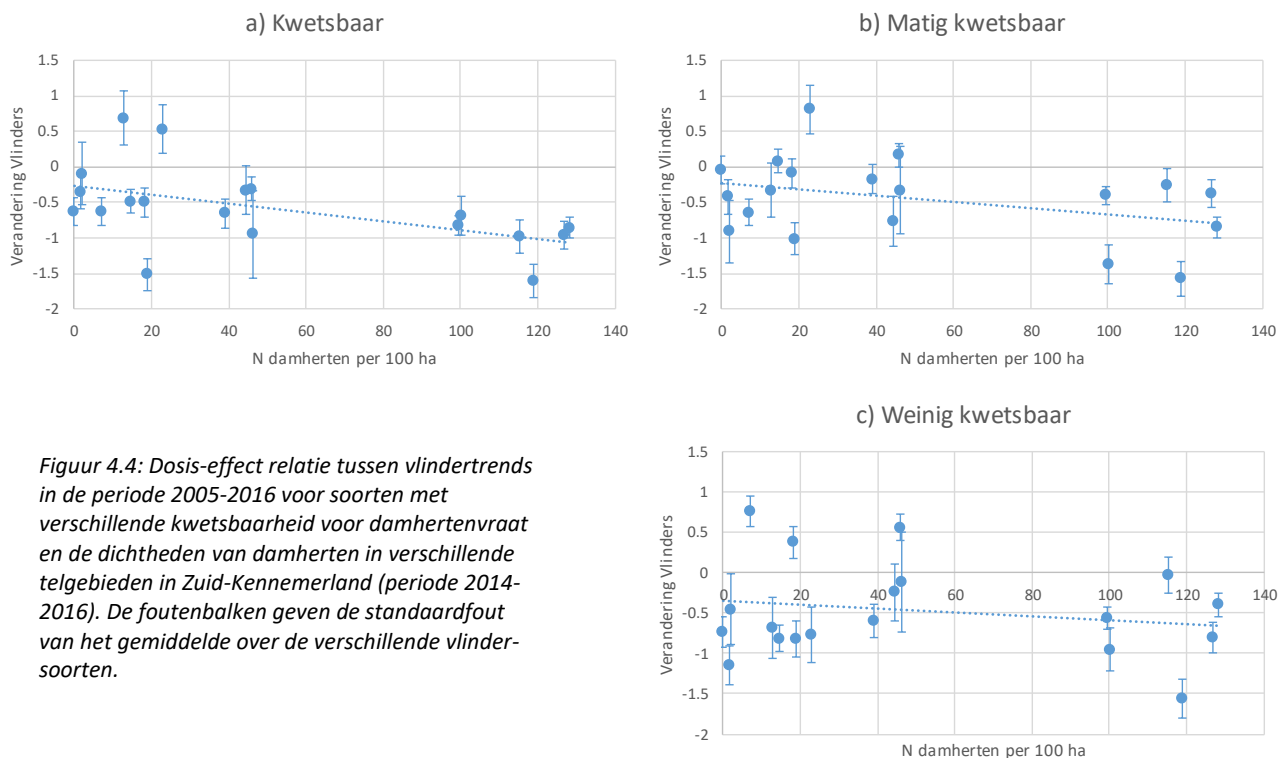 a) Kwetsbaar
1.5
1
0.5
0
-0.5
-1
-1.5
-2
Verandering Vlinders
0 20 40 60 80 100 120 140
N damherten per 100 ha
b) Matig kwetsbaar
1.5
1
0.5
0
-0.5
-1
-1.5
-2
Verandering Vlinders
0 20 40 60 80 100 120 140
N damherten per 100 ha
Figuur 4.4: Dosis-effect relatie tussen vlindertrends
in de periode 2005-2016 voor soorten met
verschillende kwetsbaarheid voor damhertenvraat
en de dichtheden van damherten in verschillende
telgebieden in Zuid-Kennemerland (periode 2014-
2016). De foutenbalken geven de standaardfout
van het gemiddelde over de verschillende vlinder-
soorten.
c) Weinig kwetsbaar
1.5
1
0.5
0
-0.5
-1
-1.5
-2
Verandering Vlinders
0 20 40 60 80 100 120 140
N damherten per 100 ha